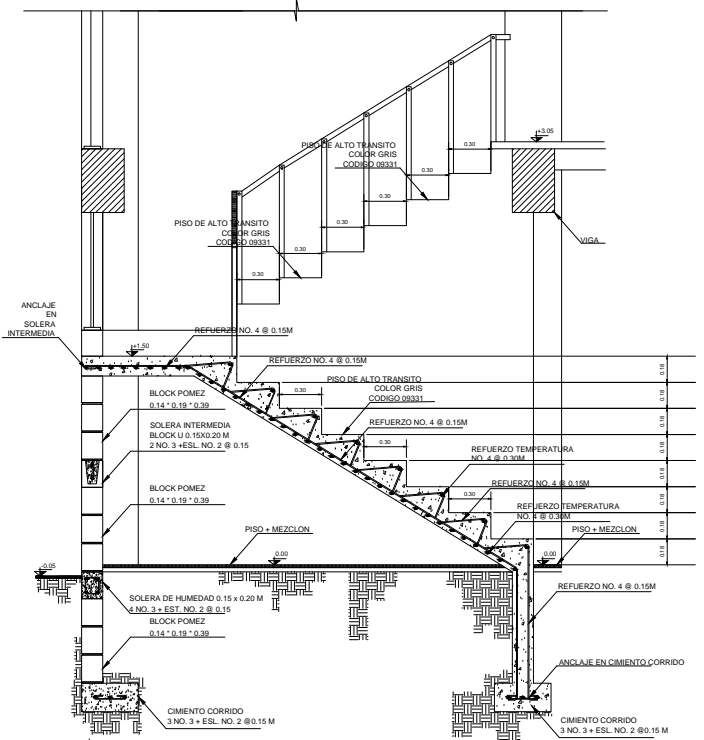 +3.05
PISO DE ALTO TRANSITO
COLOR GRIS
CODIGO 09331
0.30
0.30
0.30
0.30
0.30
0.30
PISO DE ALTO TRANSITO
COLOR GRIS
CODIGO 09331
VIGA
ANCLAJE
EN
SOLERA
INTERMEDIA
REFUERZO NO. 4 @ 0.15M
+1.50
REFUERZO NO. 4 @ 0.15M
PISO DE ALTO TRANSITO
COLOR GRIS
CODIGO 09331
0.30
BLOCK POMEZ
0.14 * 0.19 * 0.39
SOLERA INTERMEDIA
BLOCK U 0.15X0.20 M
2 NO. 3 +ESL. NO. 2 @ 0.15
REFUERZO NO. 4 @ 0.15M
0.30
REFUERZO TEMPERATURA
NO. 4 @ 0.30M
REFUERZO NO. 4 @ 0.15M
BLOCK POMEZ
0.14 * 0.19 * 0.39
0.30
REFUERZO TEMPERATURA
NO. 4 @ 0.30M
PISO + MEZCLON
PISO + MEZCLON
0.18
0.18
0.18
0.18
0.18
0.18
0.18
0.18
0.00
0.00
-0.05
SOLERA DE HUMEDAD 0.15 x 0.20 M
4 NO. 3 + EST. NO. 2 @ 0.15
BLOCK POMEZ
0.14 * 0.19 * 0.39
REFUERZO NO. 4 @ 0.15M
ANCLAJE EN CIMIENTO CORRIDO
CIMIENTO CORRIDO
3 NO. 3 + ESL. NO. 2 @0.15 M
CIMIENTO CORRIDO
3 NO. 3 + ESL. NO. 2 @0.15 M